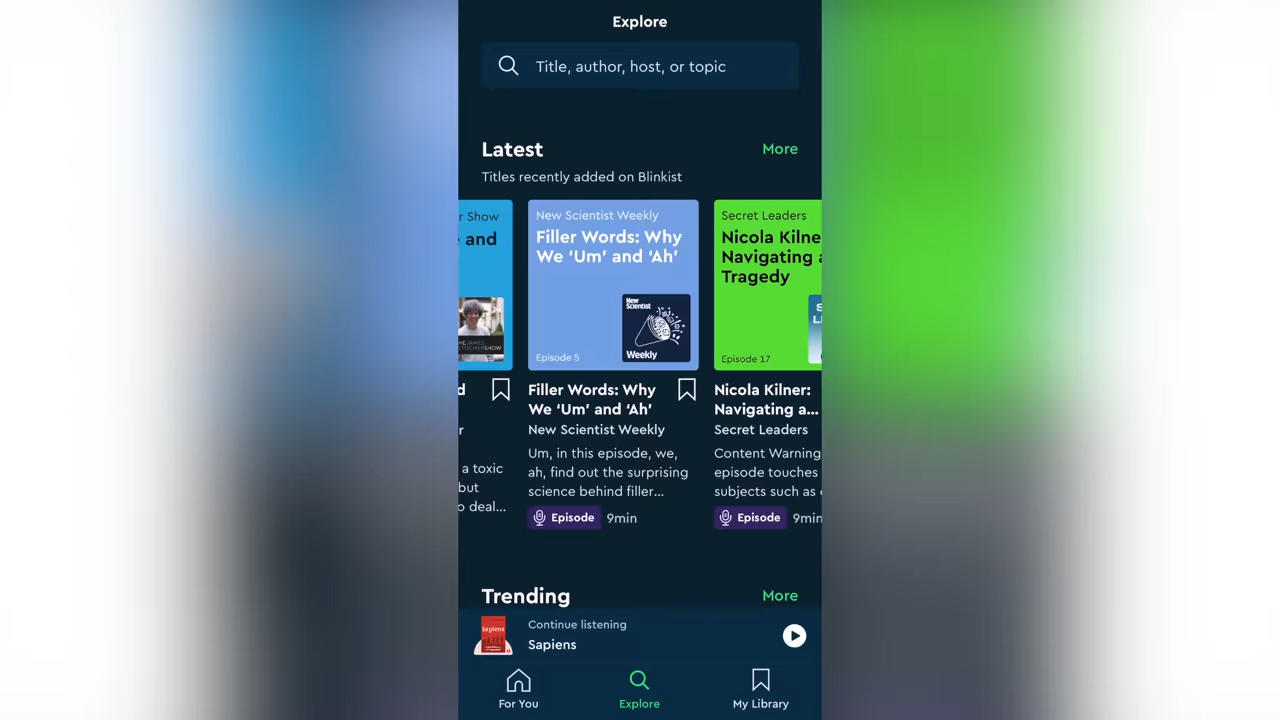 Explore
Title, author, host, or topic
Latest
More
Titles recently added on Blinkist
r Show
and
New Scientist Weekly
Filler Words: Why
We ‘Um’ and ‘Ah’
New
Scientist
Weekly
Episode 5
Secret Leaders
Nicola Kilne
Navigating a
Tragedy
Episode 17
Filler Words: Why
We ‘Um’ and ‘Ah’
New Scientist Weekly
Um, in this episode, we,
ah, find out the surprising
science behind filler...
Episode 9min
Nicola Kilner:
Navigating a...
Secret Leaders
Content Warning
episode touches
subjects such as
Episode 9min
a toxic
but
o deal...
Trending
More
Continue listening
Sapiens
Sapiens
For You
Explore
My Library